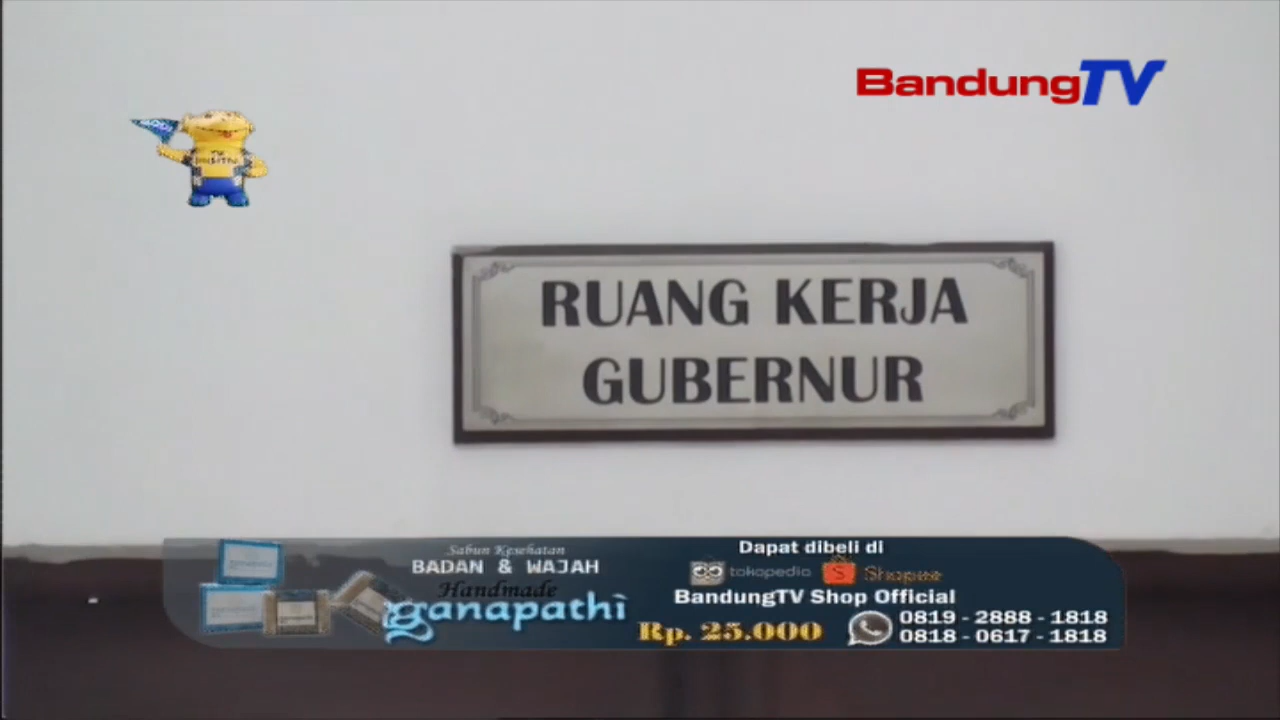 BandungTV
RUANG KERJA
GUBERNUR
Sabun Kesehatan
BADAN & WAJAH
Handmade
ganapathi
Rp. 25.000
Dapat dibeli di
tokopedia Shopee
BandungTV Shop Official
0819 - 2888 - 1818
0818 - 0617 - 1818